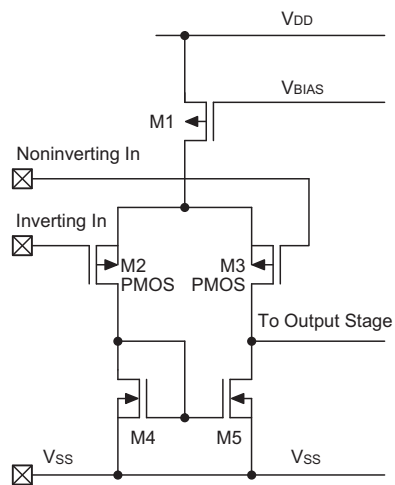 VDD
VBIAS
M1
Noninverting In
Inverting In
M2
PMOS
M3
PMOS
To Output Stage
M4
M5
VSS
VSS